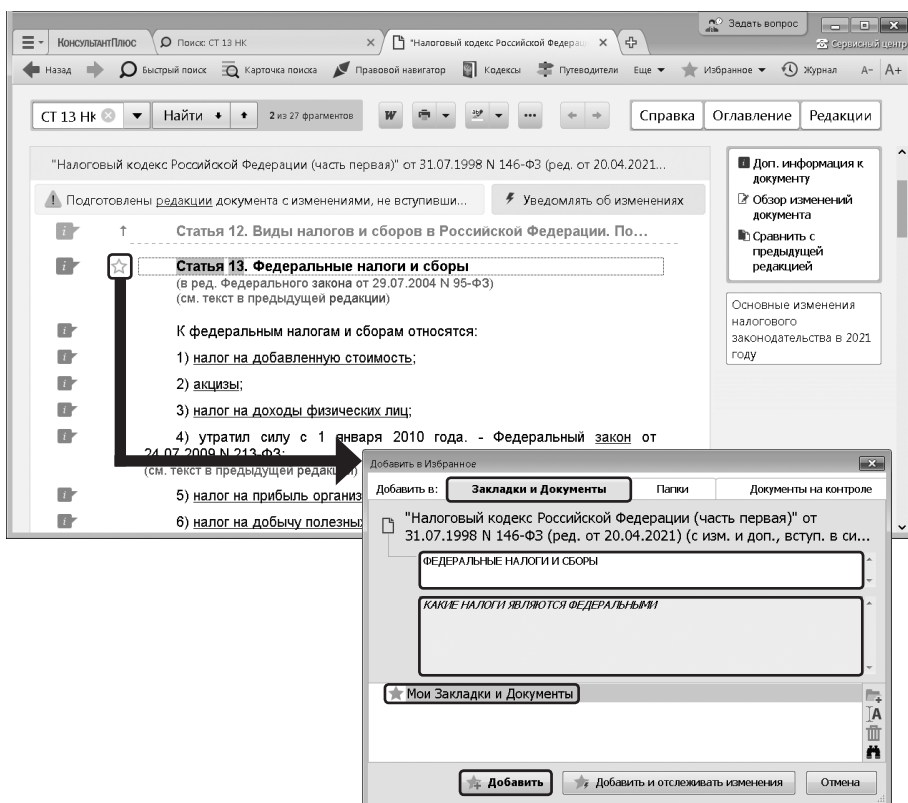 Задать вопрос
КонсультантПлюс
Поиск: СТ 13 НК
"Налоговый кодекс Российской Федерац
Сервисный центр
Назад
Быстрый поиск
Карточка поиска
Правовой навигатор
Кодексы
Путеводители
Еще
Избранное
Журнал
А-
А+
СТ 13 НК
Найти
2 из 27 фрагментов
W
Справка
Оглавление
Редакции
"Налоговый кодекс Российской Федерации (часть первая)" от 31.07.1998 N 146-ФЗ (ред. от 20.04.2021...
Подготовлены редакции документа с изменениями, не вступивши...
Уведомлять об изменениях
Статья 12. Виды налогов и сборов в Российской Федерации. По...
Статья 13. Федеральные налоги и сборы
(в ред. Федерального закона от 29.07.2004 N 95-ФЗ)
(см. текст в предыдущей редакции)
К федеральным налогам и сборам относятся:
1) налог на добавленную стоимость;
2) акцизы;
3) налог на доходы физических лиц;
4) утратил силу с 1 января 2010 года. - Федеральный закон от
24.07.2009 N 213-ФЗ;
(см. текст в предыдущей редакции)
5) налог на прибыль организ
6) налог на добычу полезны
Доп. информация к
документу
Обзор изменений
документа
Сравнить с
предыдущей
редакцией
Основные изменения
налогового
законодательства в 2021
году
Добавить в Избранное
Добавить в:
Закладки и Документы
Папки
Документы на контроле
"Налоговый кодекс Российской Федерации (часть первая)" от
31.07.1998 N 146-ФЗ (ред. от 20.04.2021) (с изм. и доп., вступ. в си...
ФЕДЕРАЛЬНЫЕ НАЛОГИ И СБОРЫ
КАКИЕ НАЛОГИ ЯВЛЯЮТСЯ ФЕДЕРАЛЬНЫМИ
Мои Закладки и Документы
Добавить
Добавить и отслеживать изменения
Отмена